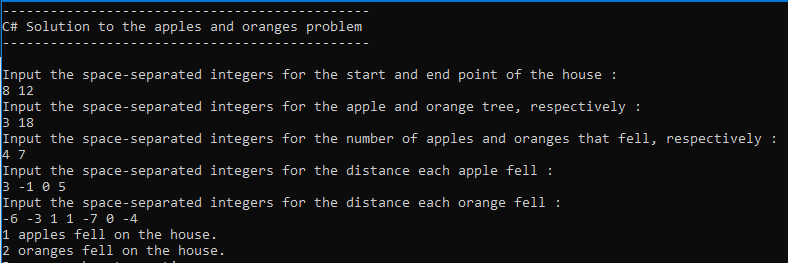 ----------------------------------------------
C# Solution to the apples and oranges problem
----------------------------------------------
Input the space-separated integers for the start and end point of the house :
8 12
Input the space-separated integers for the apple and orange tree, respectively :
3 18
Input the space-separated integers for the number of apples and oranges that fell, respectively :
4 7
Input the space-separated integers for the distance each apple fell :
3 -1 0 5
Input the space-separated integers for the distance each orange fell :
-6 -3 1 1 -7 0 -4
1 apples fell on the house.
2 oranges fell on the house.